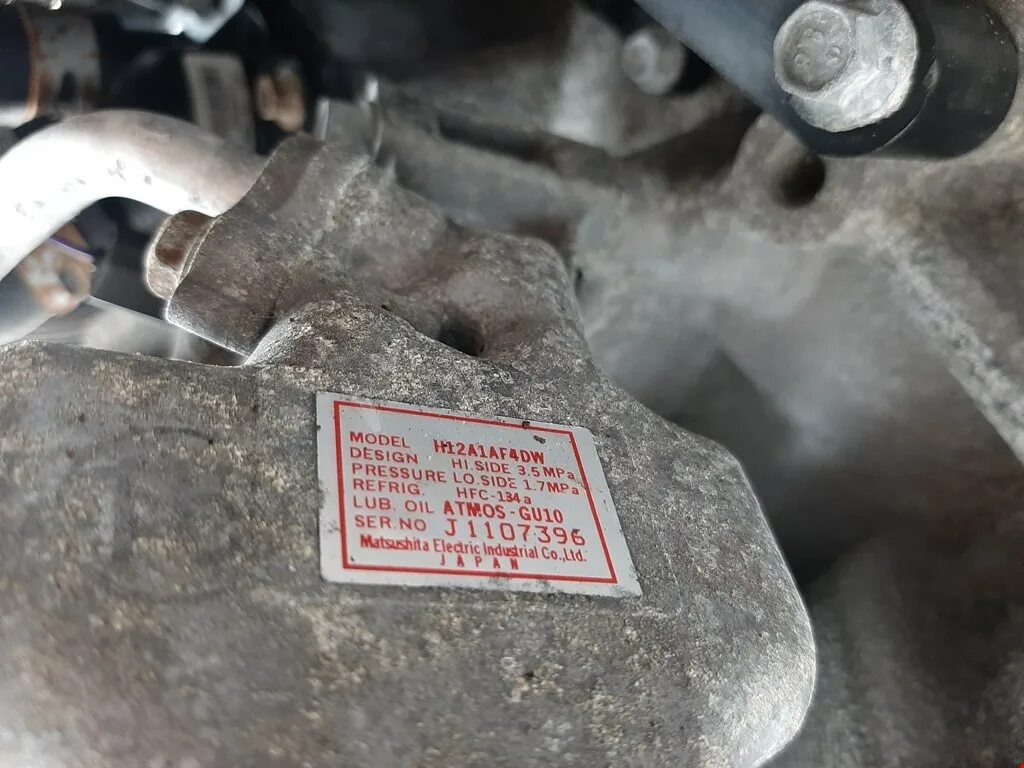 MODEL H12A1AF4DW
DESIGN HI.SIDE 3.5MPa
PRESSURE LO.SIDE 1.7MPa
REFRIG. HFC-134a
LUB. OIL ATMOS-GU10
SER.NO J1107396
Matsushita Electric Industrial Co.,Ltd.
JAPAN